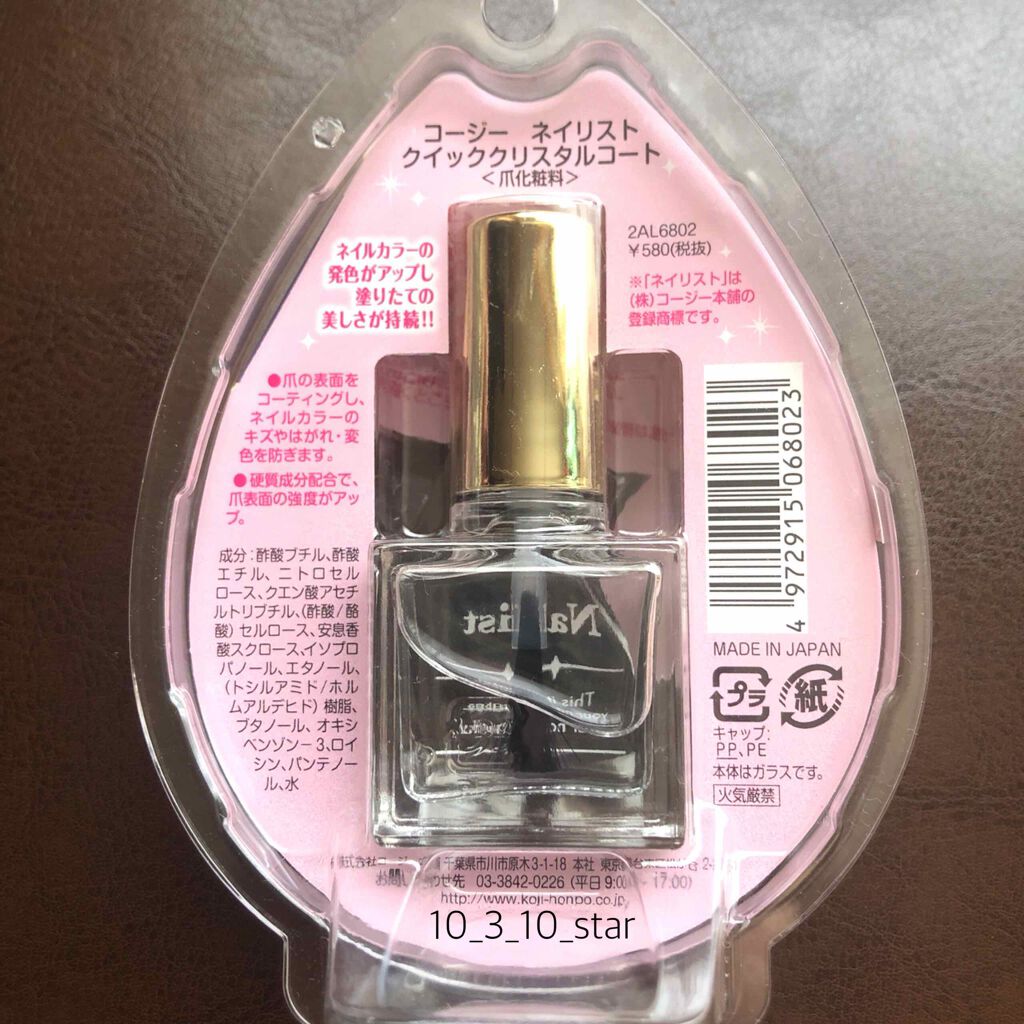 コージー ネイリスト
クイッククリスタルコート
＜爪化粧料＞
2AL6802
￥580(税抜)
※「ネイリスト」は
(株)コージー本舗の
登録商標です。
ネイルカラーの
発色がアップし
塗りたての
美しさが持続!!
●爪の表面を
コーティングし、
ネイルカラーの
キズやはがれ・変
色を防ぎます。
●硬質成分配合で、
爪表面の強度がアッ
プ。
成分：酢酸ブチル、酢酸
エチル、ニトロセル
ロース、クエン酸アセチ
ルトリブチル、(酢酸/酪
酸)セルロース、安息香
酸スクロース、イソプロ
パノール、エタノール、
(トシルアミド/ホル
ムアルデヒド)樹脂、
ブタノール、オキシ
ベンゾン-3、ロイ
シン、パンテノー
ル、水
Nailist
This
4 972915 068023
MADE IN JAPAN
プラ
紙
キャップ:
PP、PE
本体はガラスです。
火気厳禁
千葉県市川市原木3-1-18 本社 東京
03-3842-0226 (平日 17:00)
http://www.koji-honpo.co.jp
10_3_10_star